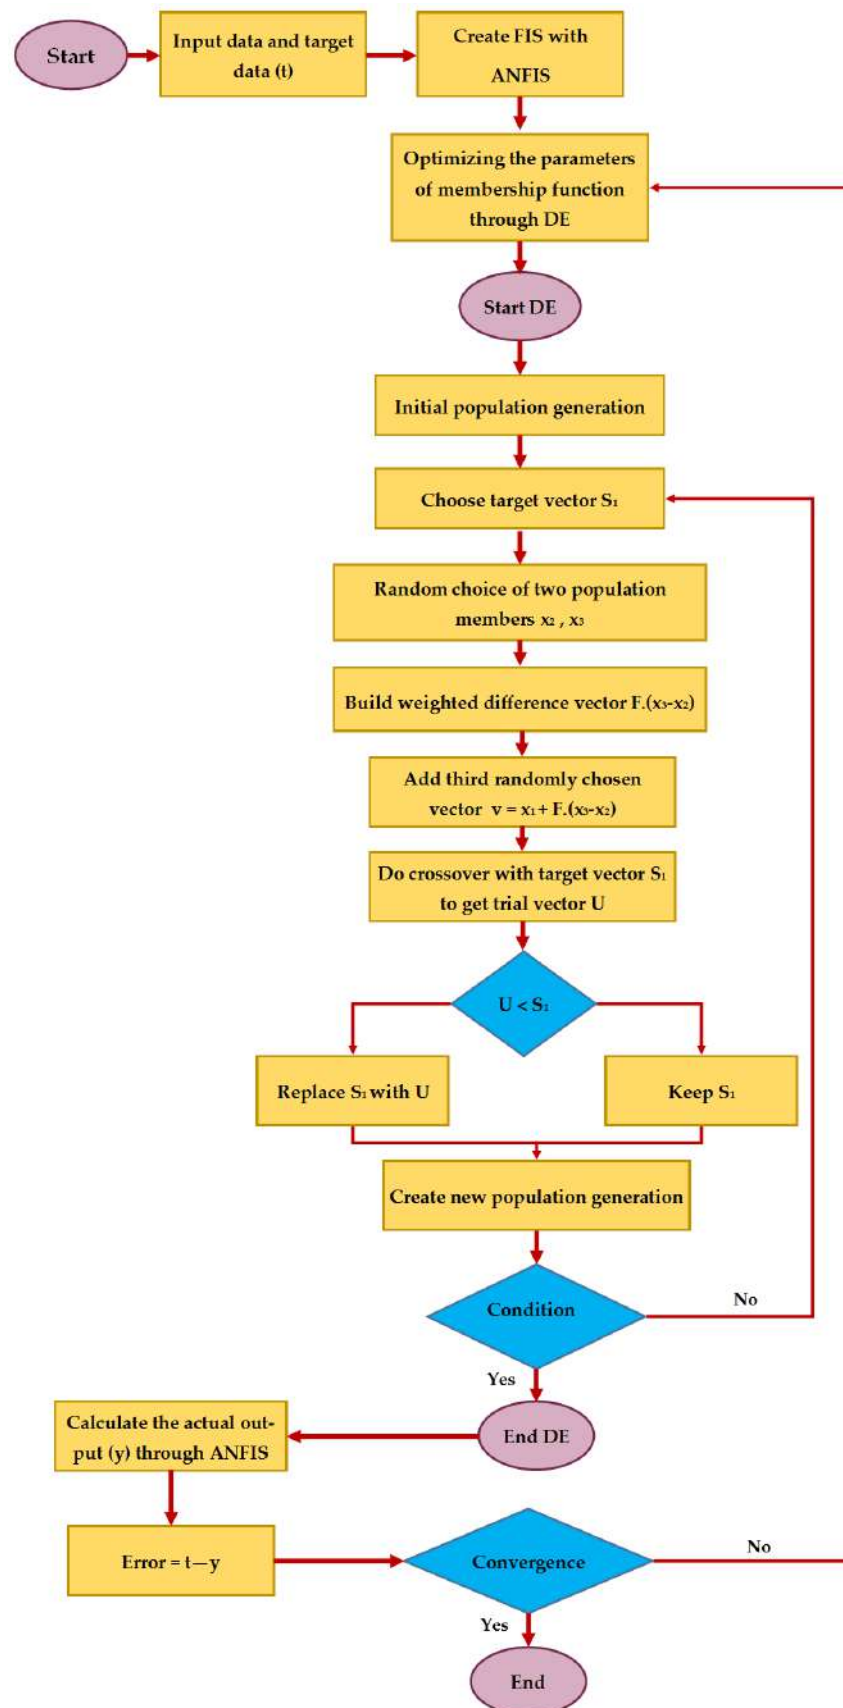 Start
Input data and target
data (t)
Create FIS with
ANFIS
Optimizing the parameters
of membership function
through DE
Start DE
Initial population generation
Choose target vector S₁
Random choice of two population
members x₂ , x₃
Build weighted difference vector F.(x₃-x₂)
Add third randomly chosen
vector v = x₁ + F.(x₃-x₂)
Do crossover with target vector S₁
to get trial vector U
U < S₁
Replace S₁ with U
Keep S₁
Create new population generation
Condition
No
Yes
Calculate the actual out-
put (y) through ANFIS
End DE
Error = t—y
Convergence
No
Yes
End